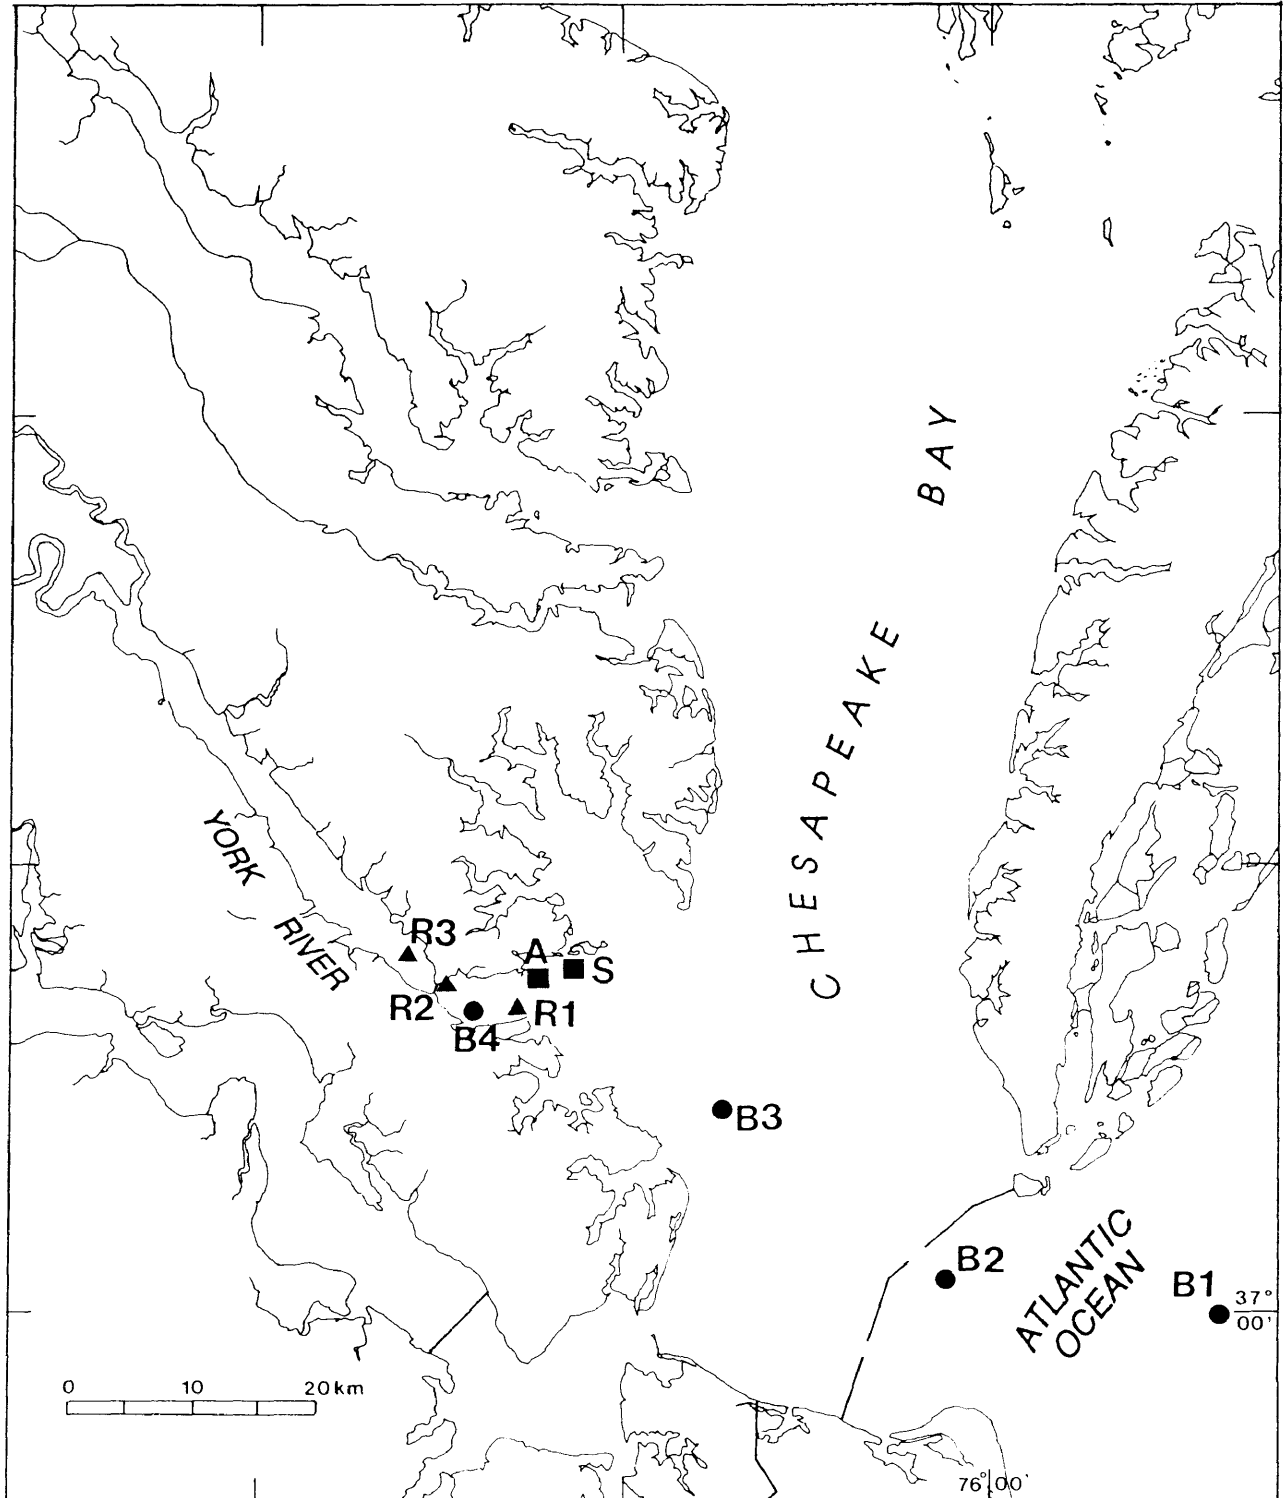 BAY
CHESAPEAKE
YORK
RIVER
R3
A
S
R2
R1
B4
B3
B2
ATLANTIC
OCEAN
B1
37°
00'
0 10 20 km
76° 00'